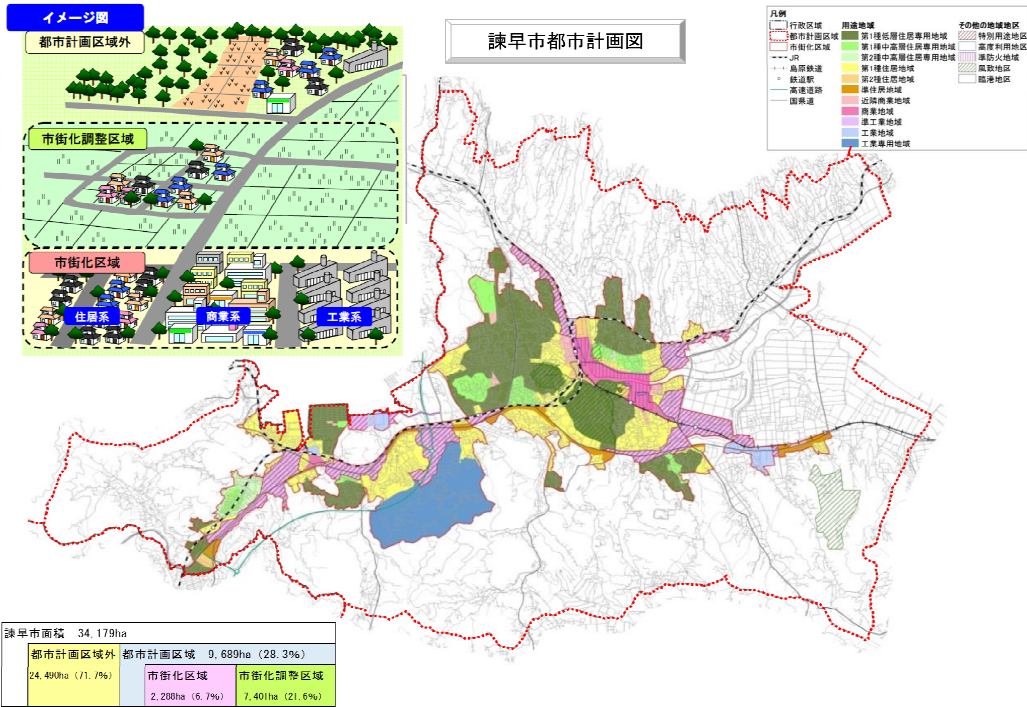 イメージ図
都市計画区域外
市街化調整区域
市街化区域
住居系
商業系
工業系
諫早市都市計画図
凡例
行政区域
都市計画区域
市街化区域
JR
島原鉄道
鉄道駅
高速道路
国県道
用途地域
第1種低層住居専用地域
第1種中高層住居専用地域
第2種中高層住居専用地域
第1種住居地域
第2種住居地域
準住居地域
近隣商業地域
商業地域
準工業地域
工業地域
工業専用地域
その他の地域地区
特別用途地区
高度利用地区
準防火地域
風致地区
臨港地区
諫早市面積 34,179ha
都市計画区域外
24,490ha (71.7%)
都市計画区域 9,689ha (28.3%)
市街化区域
2,288ha (6.7%)
市街化調整区域
7,401ha (21.6%)